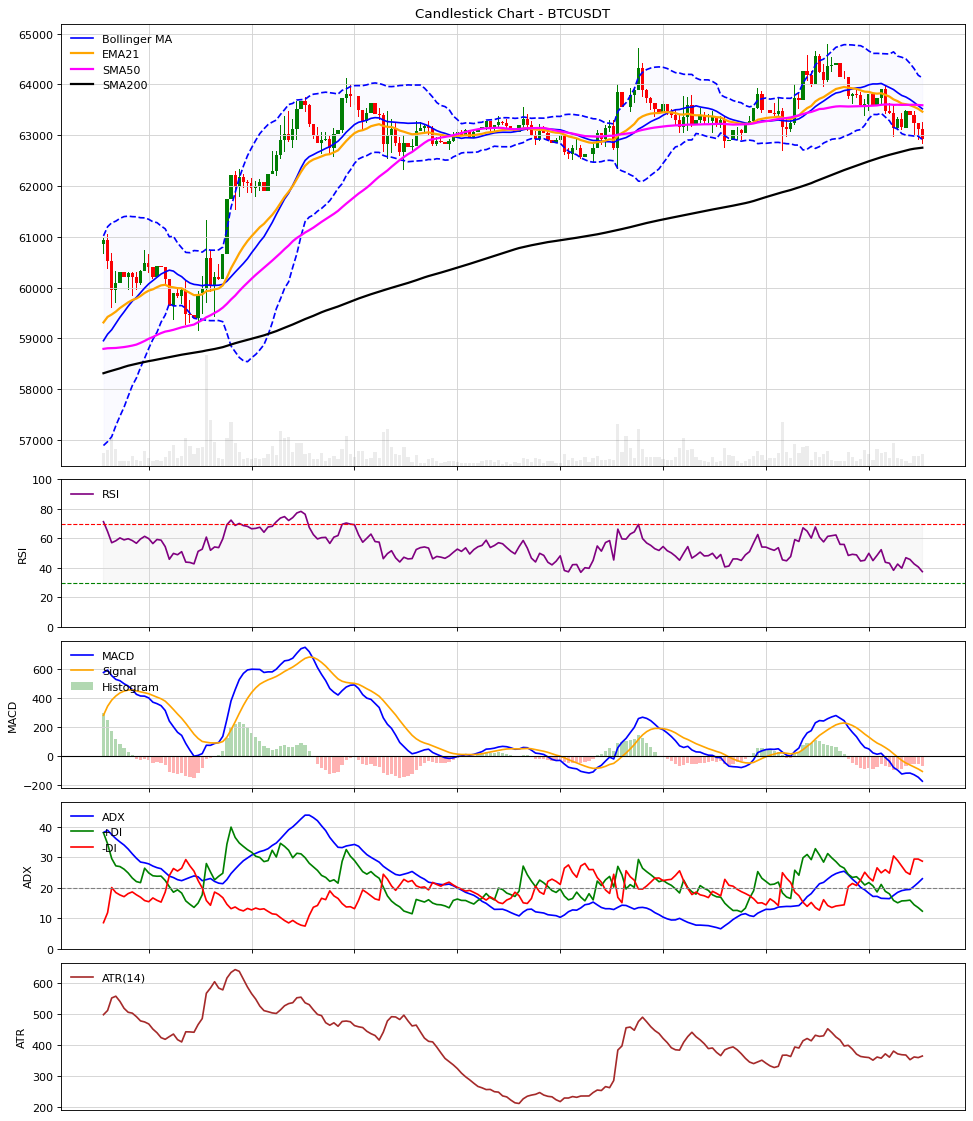 Candlestick Chart - BTCUSDT
65000
64000
63000
62000
61000
60000
59000
58000
57000
Bollinger MA
EMA21
SMA50
SMA200
100
80
60
40
20
0
RSI
RSI
600
400
200
0
−200
MACD
MACD
Signal
Histogram
40
30
20
10
0
ADX
ADX
+DI
-DI
600
500
400
300
200
ATR
ATR(14)